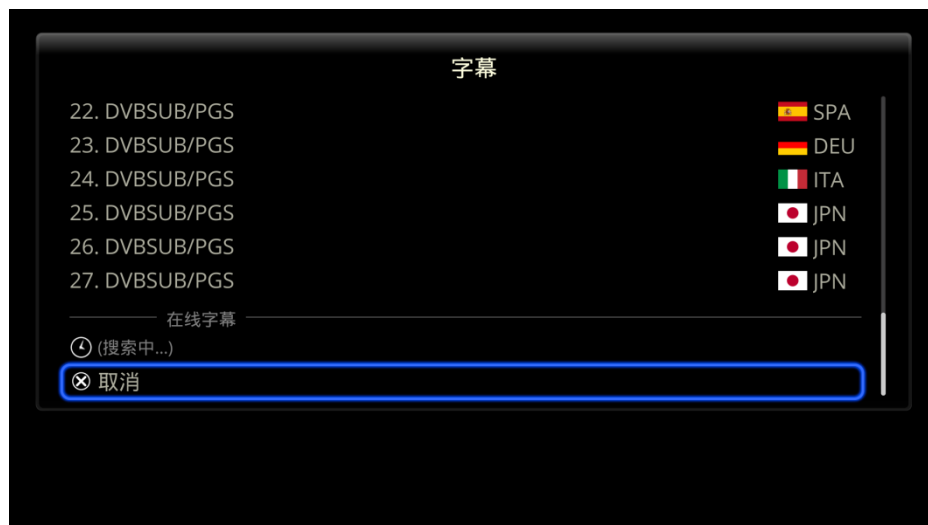 字幕
22. DVBSUB/PGS SPA
23. DVBSUB/PGS DEU
24. DVBSUB/PGS ITA
25. DVBSUB/PGS JPN
26. DVBSUB/PGS JPN
27. DVBSUB/PGS JPN
在线字幕
(搜索中...)
取消